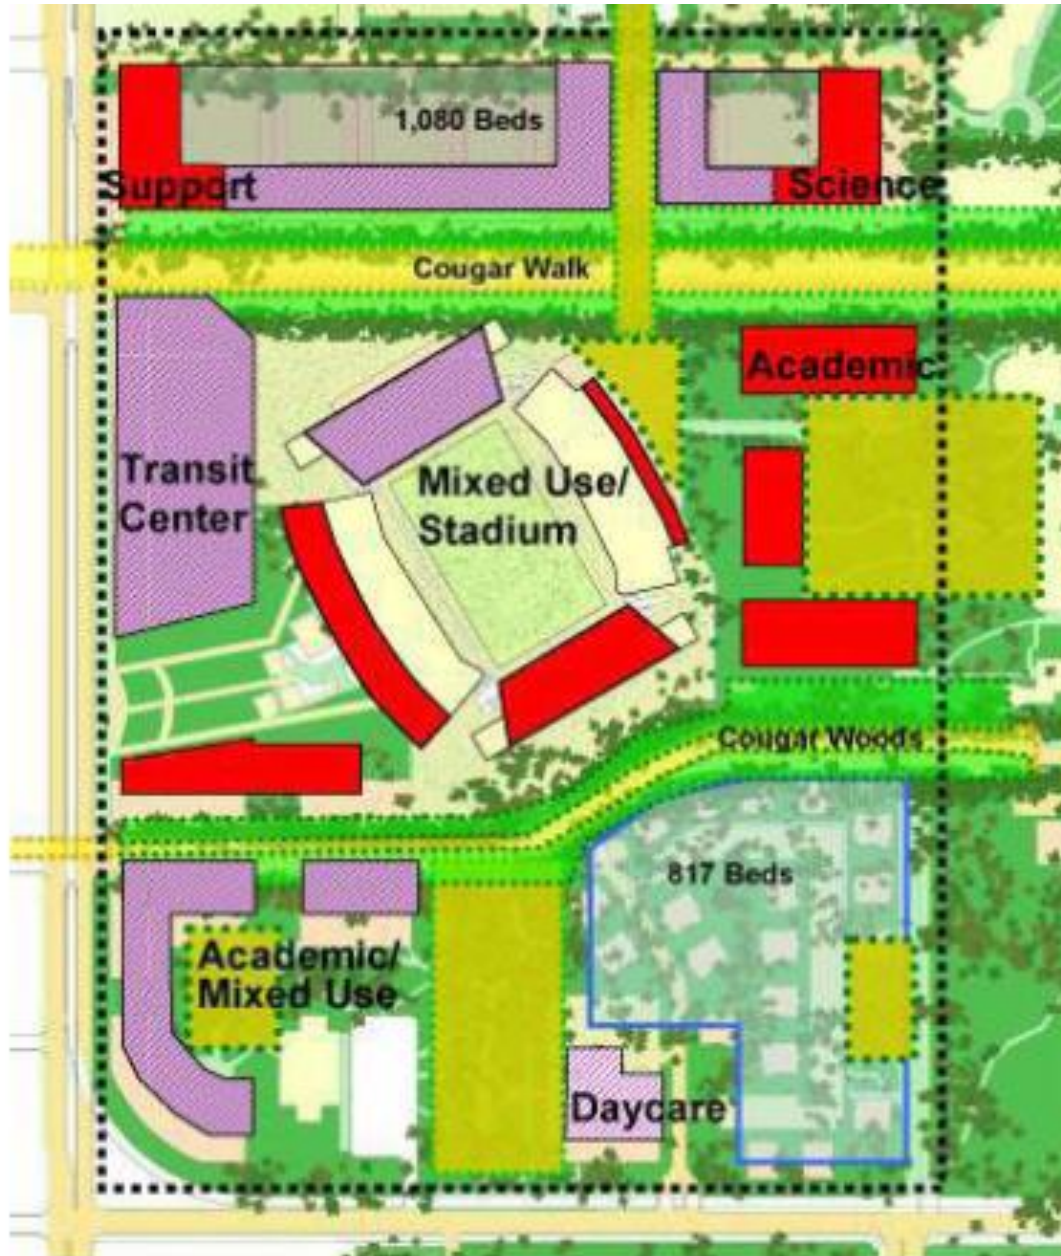 1,080 Beds
Support
Science
Cougar Walk
Academic
Transit
Center
Mixed Use/
Stadium
Cougar Woods
817 Beds
Academic/
Mixed Use
Daycare